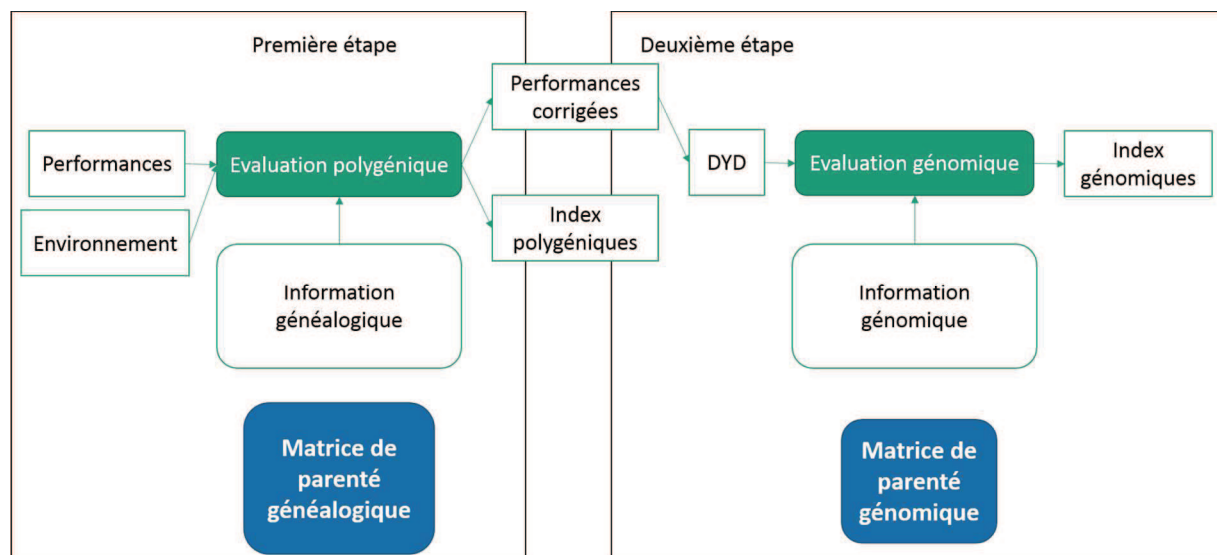 Première étape
Deuxième étape
Performances
corrigées
Performances
Evaluation polygénique
DYD
Evaluation génomique
Index
génomiques
Environnement
Index
polygéniques
Information
généalogique
Information
génomique
Matrice de
parenté
généalogique
Matrice de
parenté
génomique